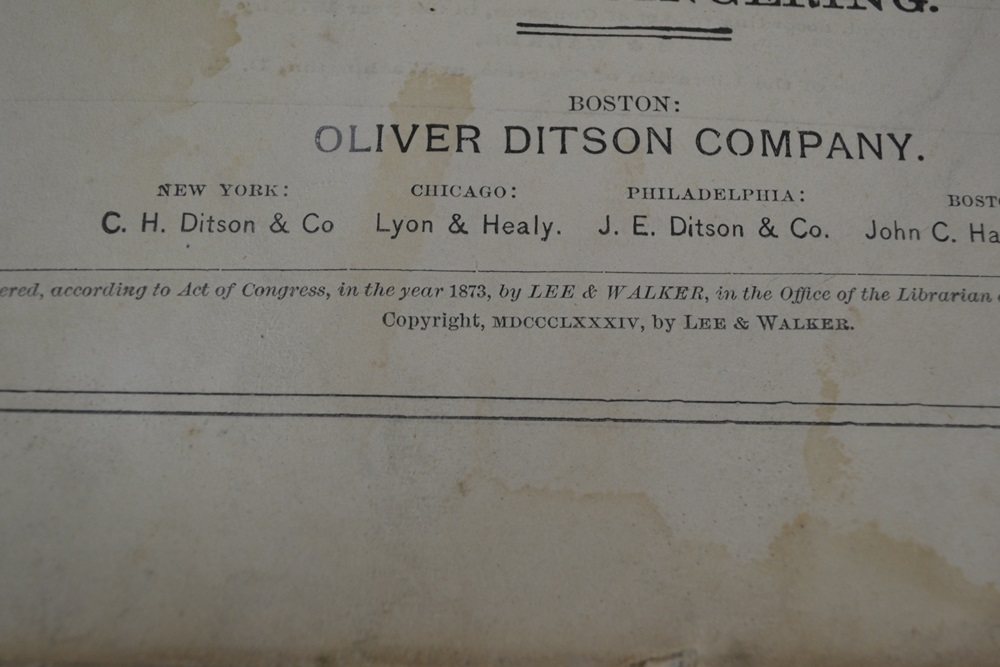 BOSTON:
OLIVER DITSON COMPANY.
NEW YORK: CHICAGO: PHILADELPHIA:
C. H. Ditson & Co Lyon & Healy. J. E. Ditson & Co. John C.
according to Act of Congress, in the year 1873, by LEE & WALKER, in the Office of the Librarian
Copyright, MDCCCLXXXIV, by LEE & WALKER.